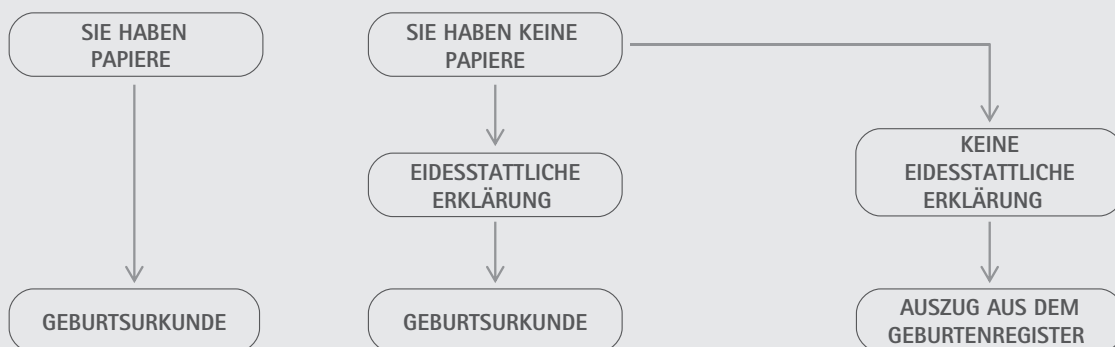 SIE HABEN
PAPIERE
SIE HABEN KEINE
PAPIERE
KEINE
EIDESSTATTLICHE
ERKLÄRUNG
EIDESSTATTLICHE
ERKLÄRUNG
GEBURTSURKUNDE
GEBURTSURKUNDE
AUSZUG AUS DEM
GEBURTENREGISTER